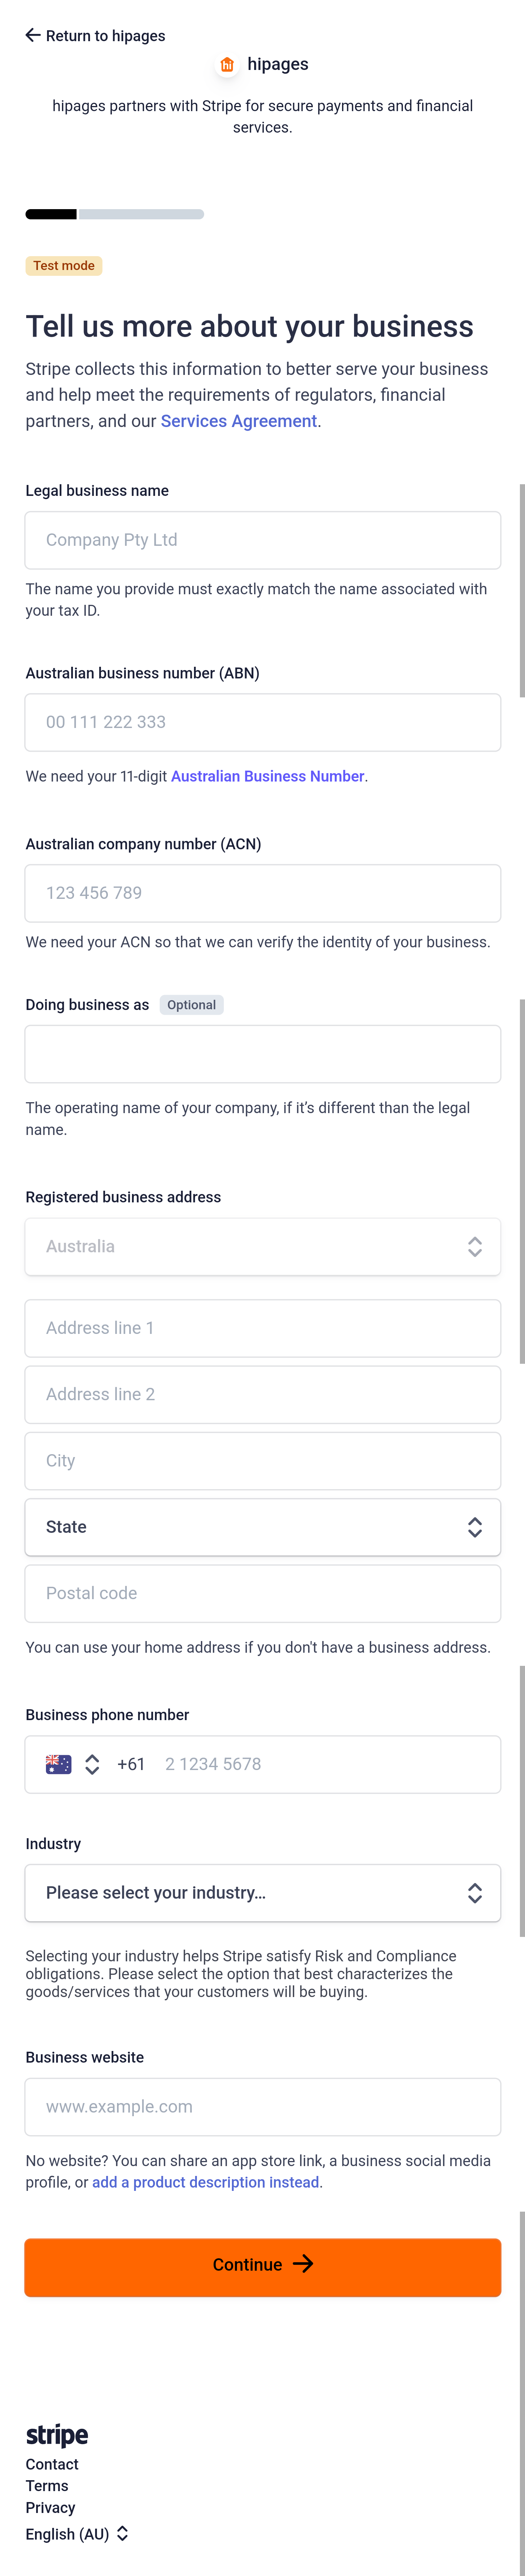 ← Return to hipages
hi hipages
hipages partners with Stripe for secure payments and financial
services.
Test mode
Tell us more about your business
Stripe collects this information to better serve your business
and help meet the requirements of regulators, financial
partners, and our Services Agreement.
Legal business name
Company Pty Ltd
The name you provide must exactly match the name associated with
your tax ID.
Australian business number (ABN)
00 111 222 333
We need your 11-digit Australian Business Number.
Australian company number (ACN)
123 456 789
We need your ACN so that we can verify the identity of your business.
Doing business as Optional
The operating name of your company, if it’s different than the legal
name.
Registered business address
Australia
Address line 1
Address line 2
City
State
Postal code
You can use your home address if you don't have a business address.
Business phone number
+61 2 1234 5678
Industry
Please select your industry...
Selecting your industry helps Stripe satisfy Risk and Compliance
obligations. Please select the option that best characterizes the
goods/services that your customers will be buying.
Business website
www.example.com
No website? You can share an app store link, a business social media
profile, or add a product description instead.
Continue →
stripe
Contact
Terms
Privacy
English (AU)